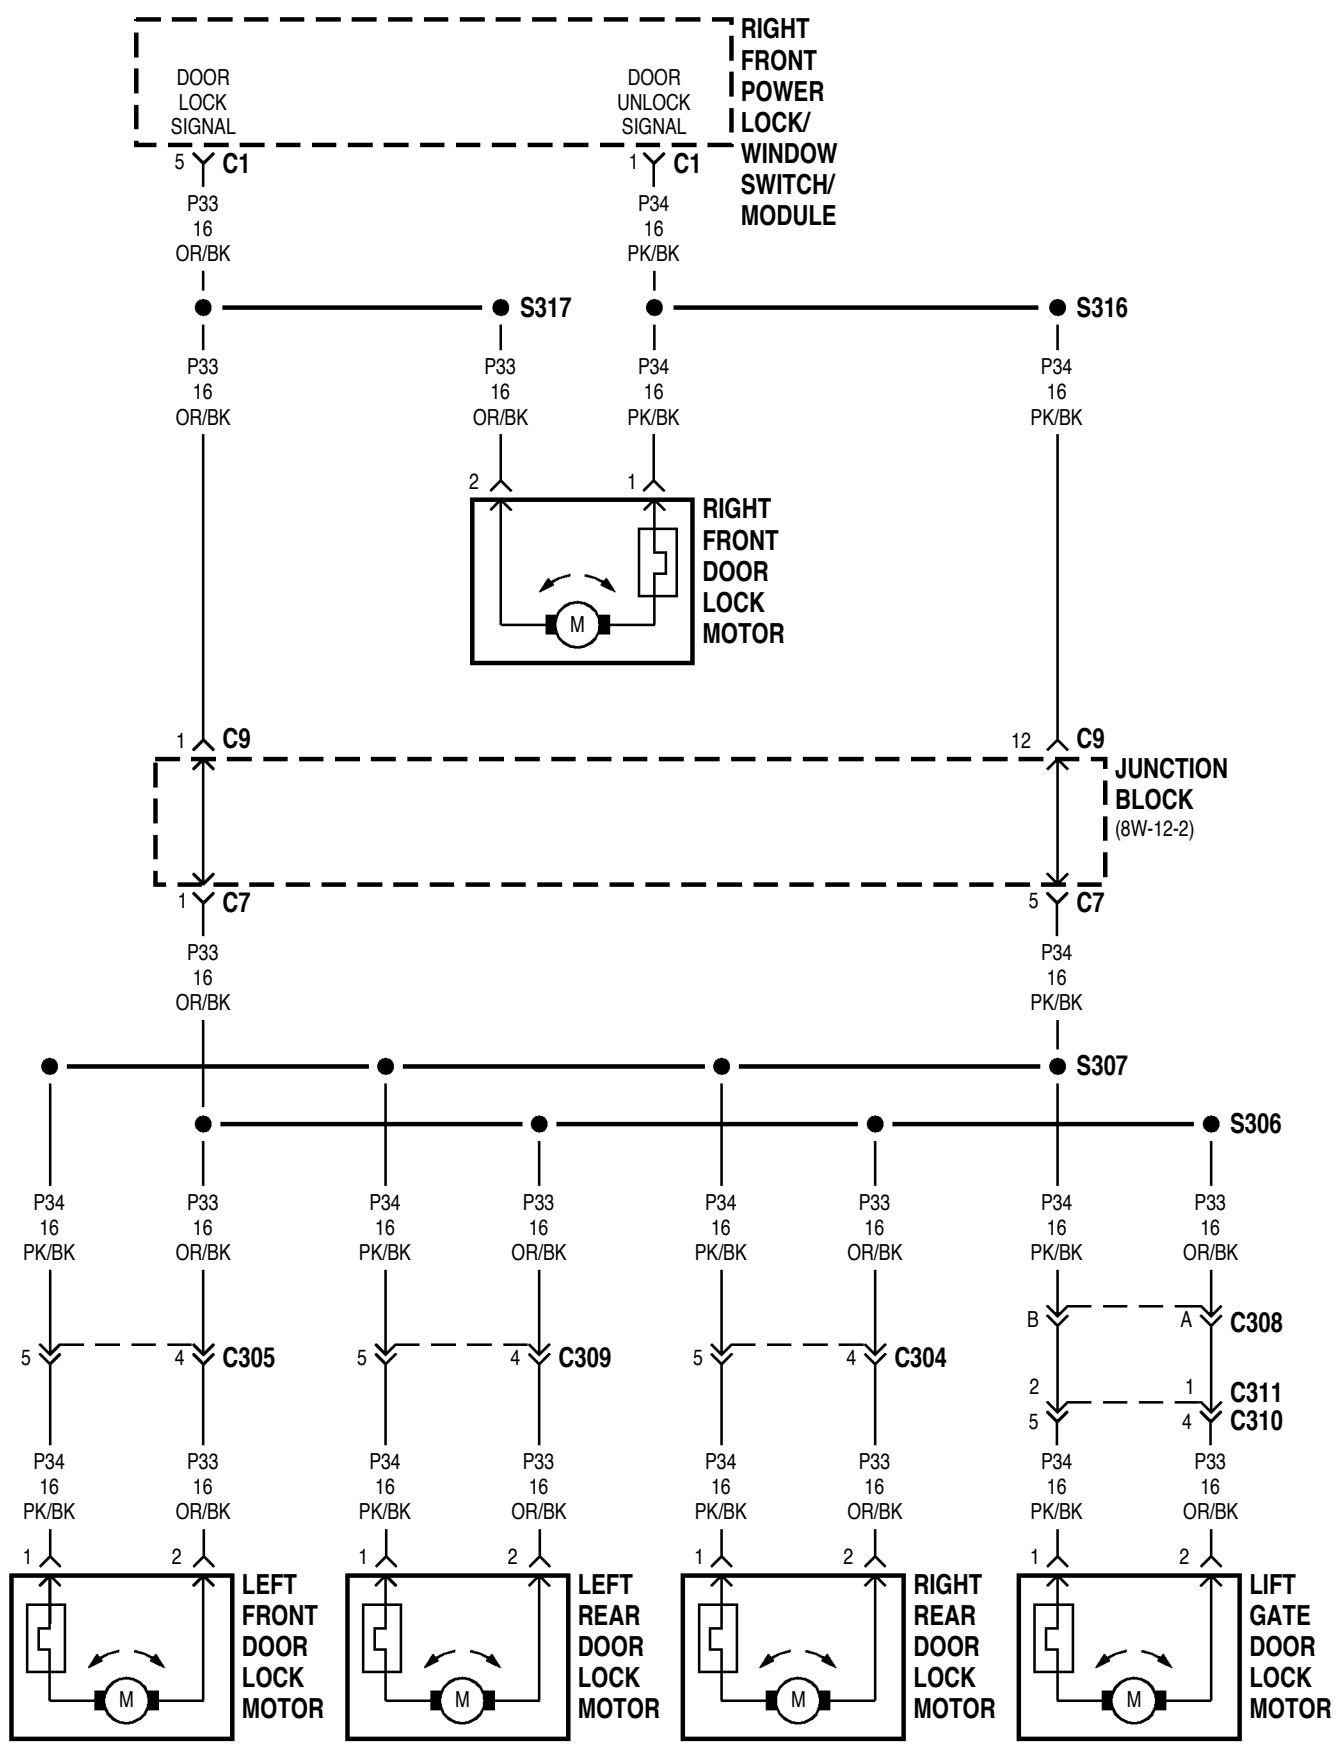 RIGHT
FRONT
POWER
LOCK/
WINDOW
SWITCH/
MODULE
DOOR
LOCK
SIGNAL
DOOR
UNLOCK
SIGNAL
5 C1
1 C1
P33
16
OR/BK
P34
16
PK/BK
S317
S316
P33
16
OR/BK
P33
16
OR/BK
P34
16
PK/BK
P34
16
PK/BK
2
1
RIGHT
FRONT
DOOR
LOCK
MOTOR
M
1 C9
12 C9
JUNCTION
BLOCK
(8W-12-2)
1 C7
5 C7
P33
16
OR/BK
P34
16
PK/BK
S307
S306
P34
16
PK/BK
P33
16
OR/BK
P34
16
PK/BK
P33
16
OR/BK
P34
16
PK/BK
P33
16
OR/BK
P34
16
PK/BK
P33
16
OR/BK
B A C308
5 4 C305
5 4 C309
5 4 C304
2 1 C311
5 4 C310
P34
16
PK/BK
P33
16
OR/BK
P34
16
PK/BK
P33
16
OR/BK
P34
16
PK/BK
P33
16
OR/BK
P34
16
PK/BK
P33
16
OR/BK
1 2
LEFT
FRONT
DOOR
LOCK
MOTOR
M
1 2
LEFT
REAR
DOOR
LOCK
MOTOR
M
1 2
RIGHT
REAR
DOOR
LOCK
MOTOR
M
1 2
LIFT
GATE
DOOR
LOCK
MOTOR
M